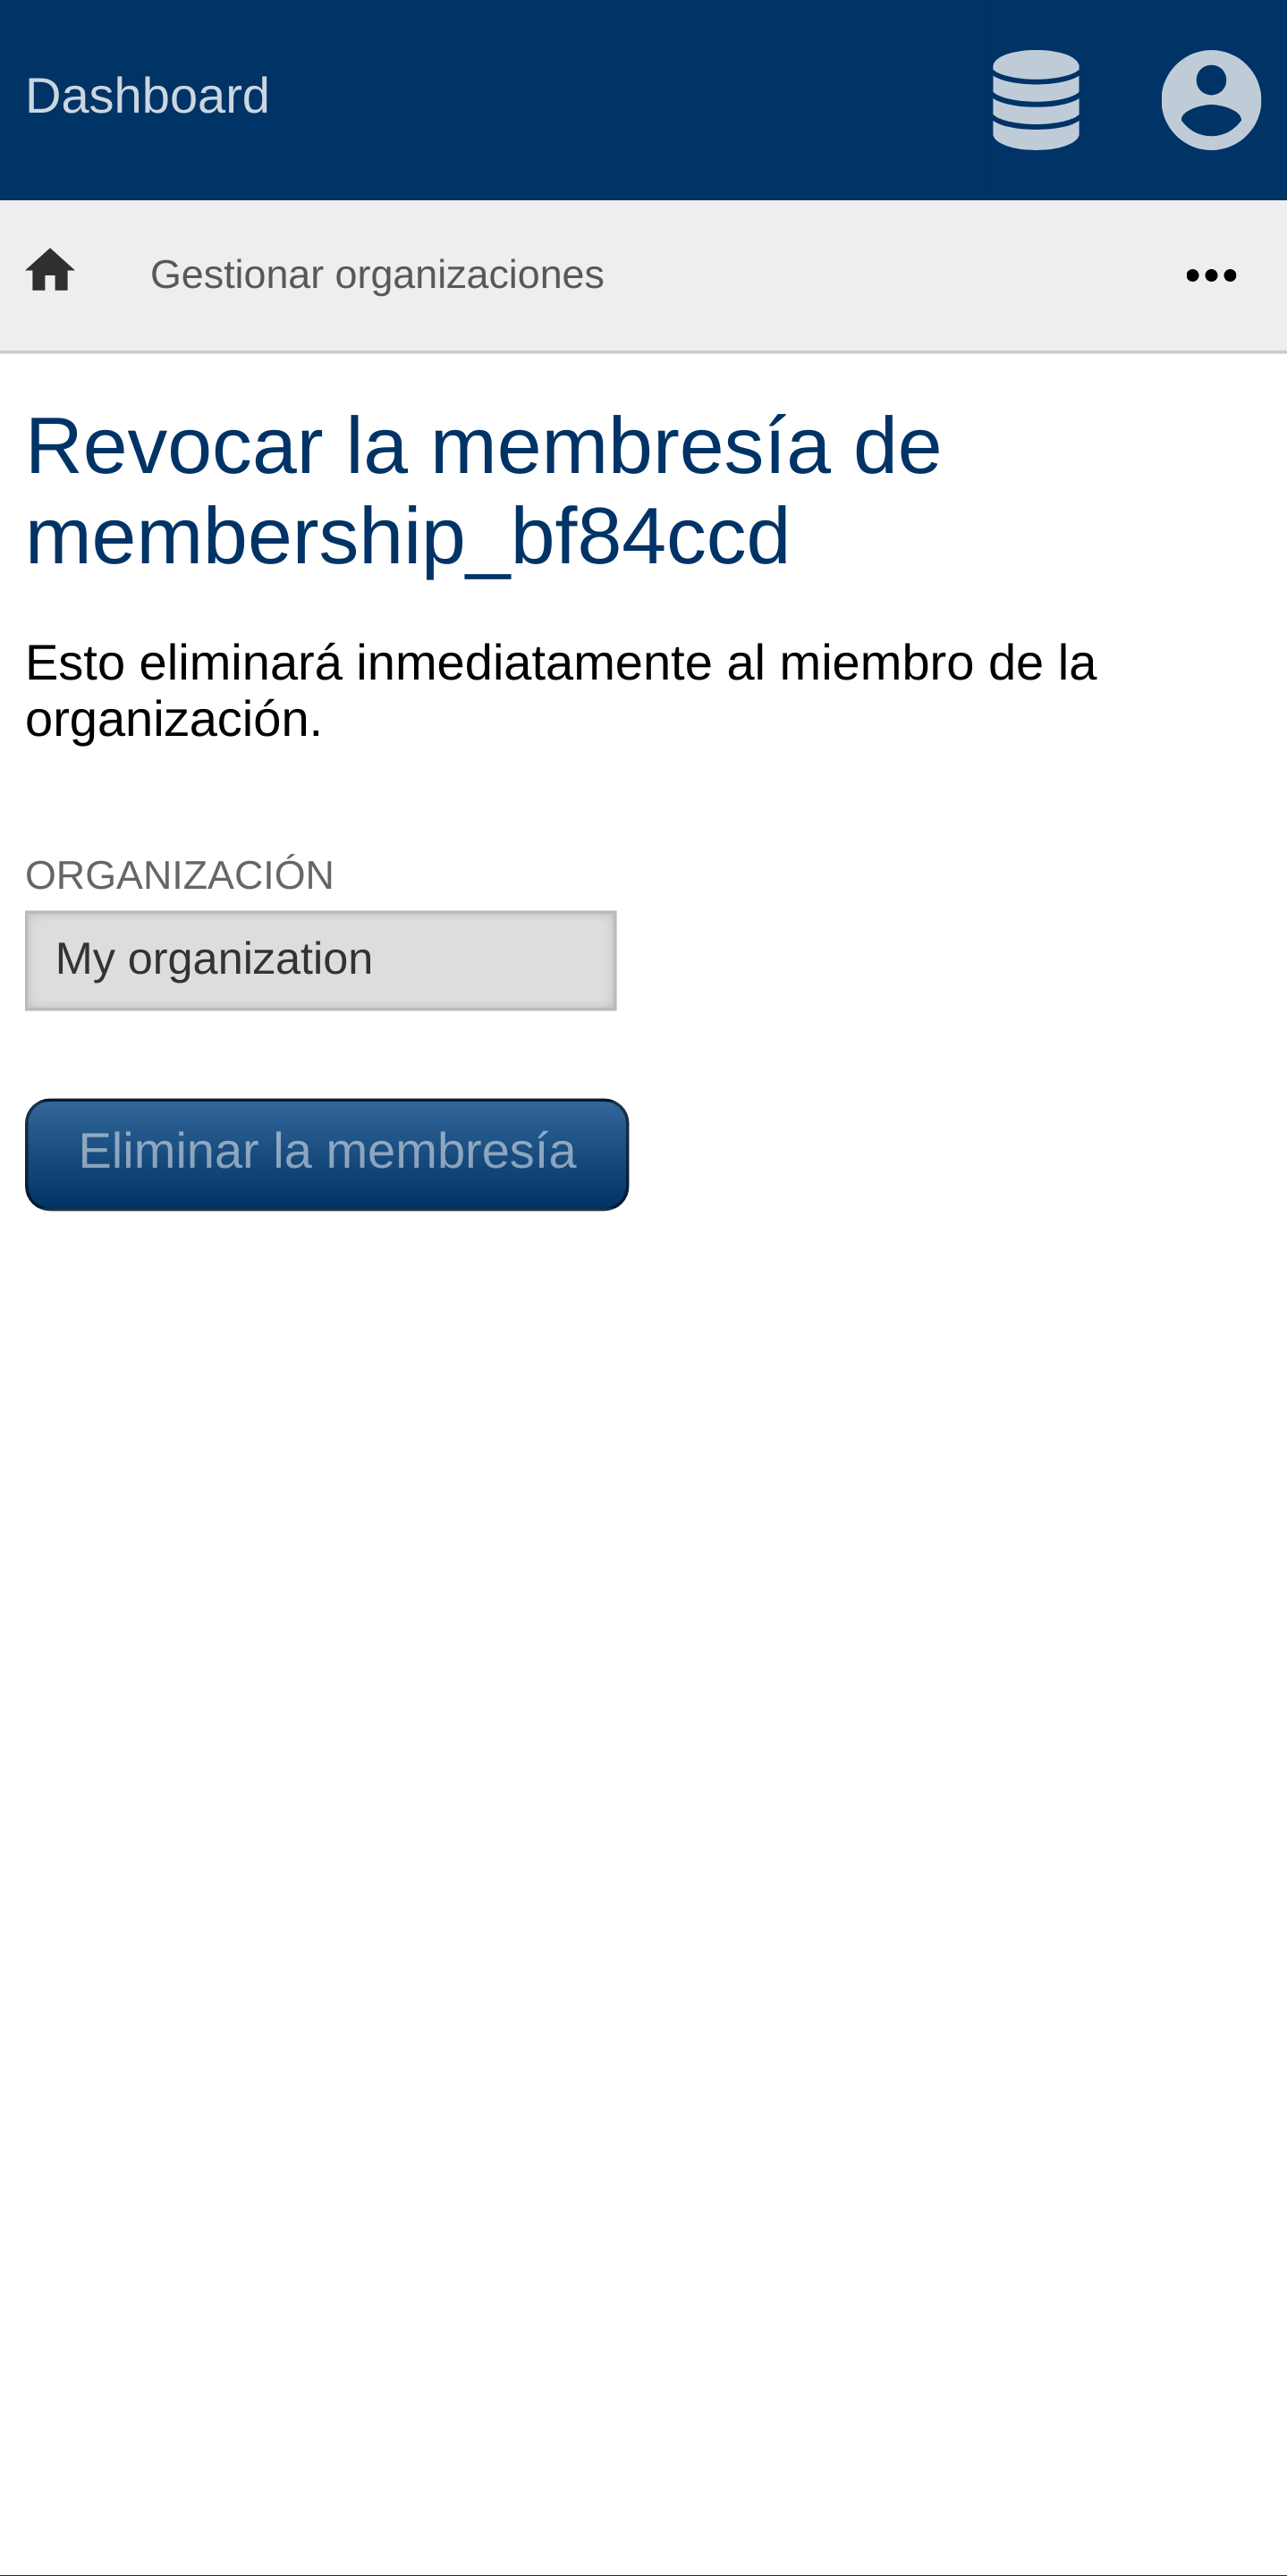 Dashboard
Gestionar organizaciones
Revocar la membresía de
membership_bf84ccd
Esto eliminará inmediatamente al miembro de la
organización.
ORGANIZACIÓN
My organization
Eliminar la membresía